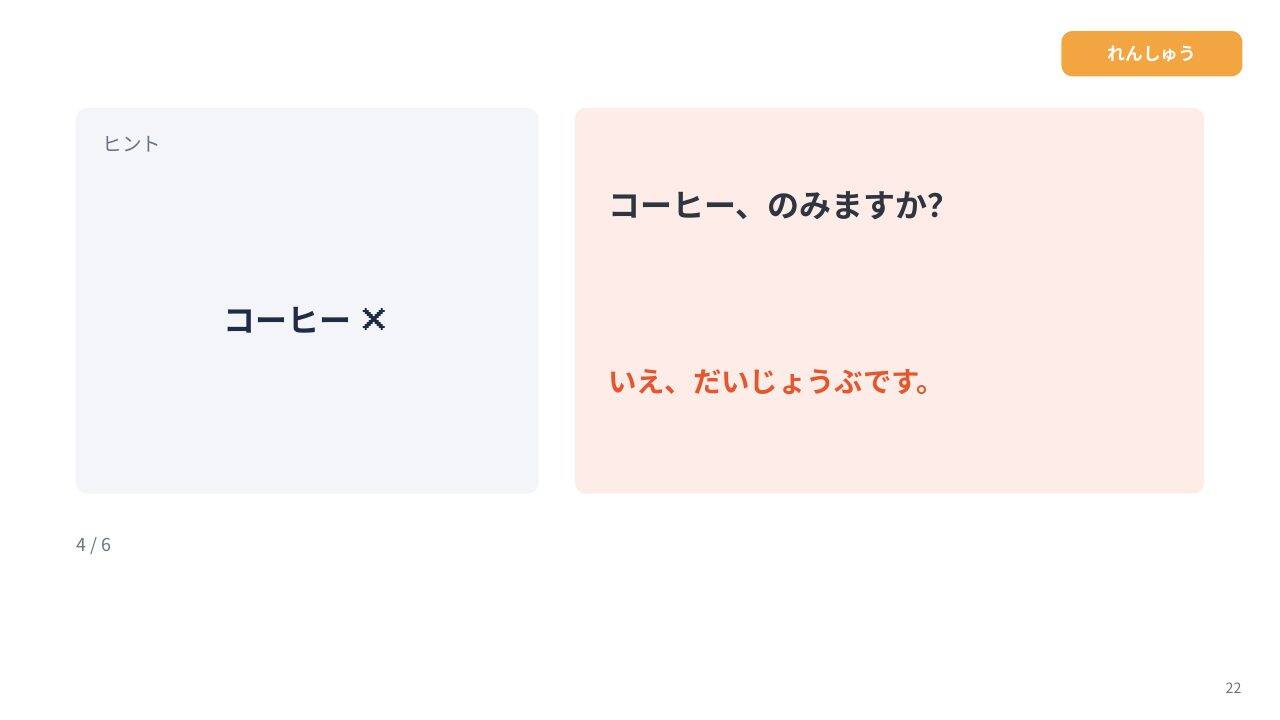 れんしゅう
ヒント
コーヒー ✕
コーヒー、のみますか?
いえ、だいじょうぶです。
4 / 6
22